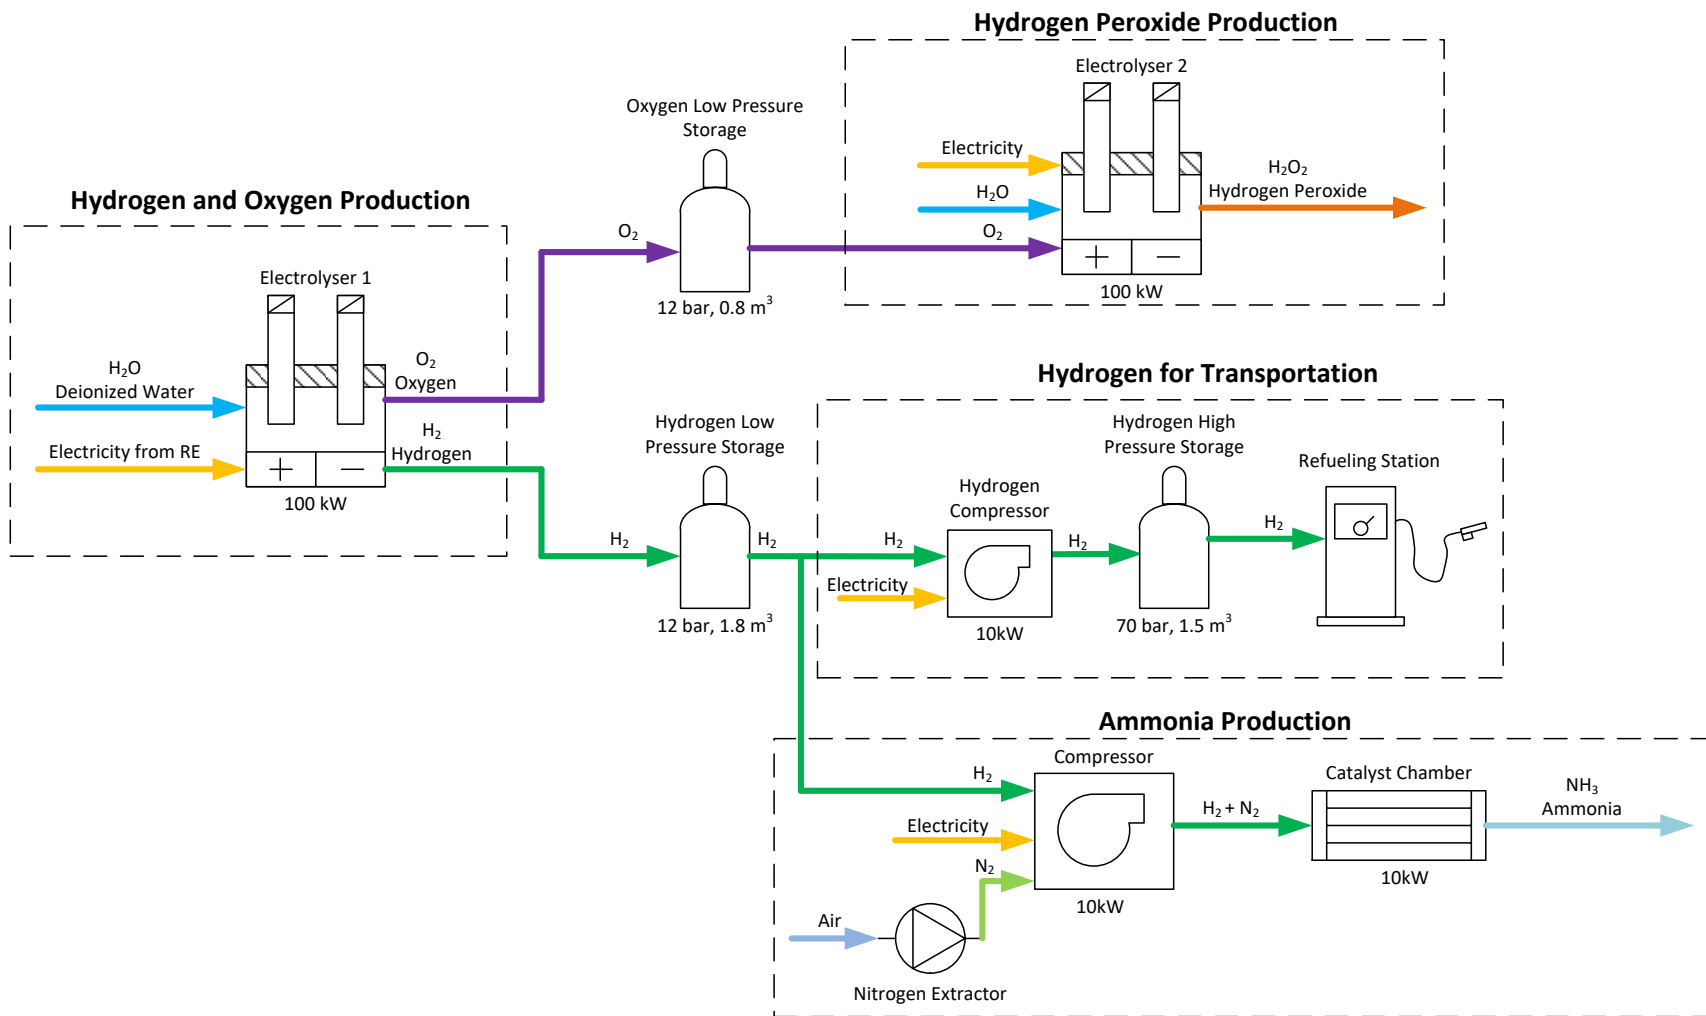 Hydrogen and Oxygen Production
Electrolyser 1
H₂O
Deionized Water
Electricity from RE
O₂
Oxygen
H₂
Hydrogen
+
−
100 kW
Oxygen Low Pressure
Storage
O₂
12 bar, 0.8 m³
Hydrogen Peroxide Production
Electrolyser 2
Electricity
H₂O
O₂
+
−
100 kW
H₂O₂
Hydrogen Peroxide
Hydrogen Low
Pressure Storage
H₂
H₂
12 bar, 1.8 m³
Hydrogen for Transportation
H₂
Electricity
Hydrogen
Compressor
10kW
H₂
Hydrogen High
Pressure Storage
70 bar, 1.5 m³
H₂
Refueling Station
Ammonia Production
H₂
Electricity
N₂
Air
Nitrogen Extractor
Compressor
10kW
H₂ + N₂
Catalyst Chamber
10kW
NH₃
Ammonia